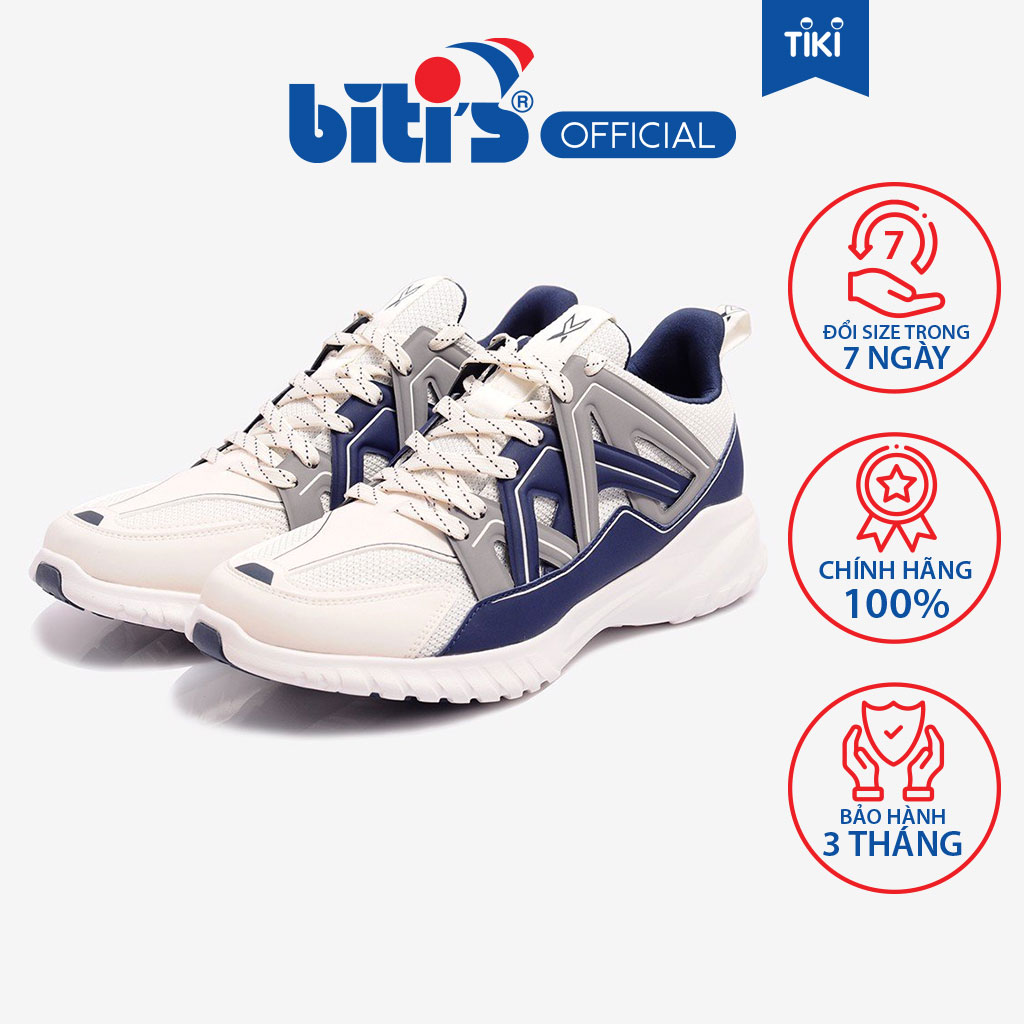 TiKi
biti's®
OFFICIAL
7
ĐỔI SIZE TRONG
7 NGÀY
CHÍNH HÃNG
100%
BẢO HÀNH
3 THÁNG
X
X